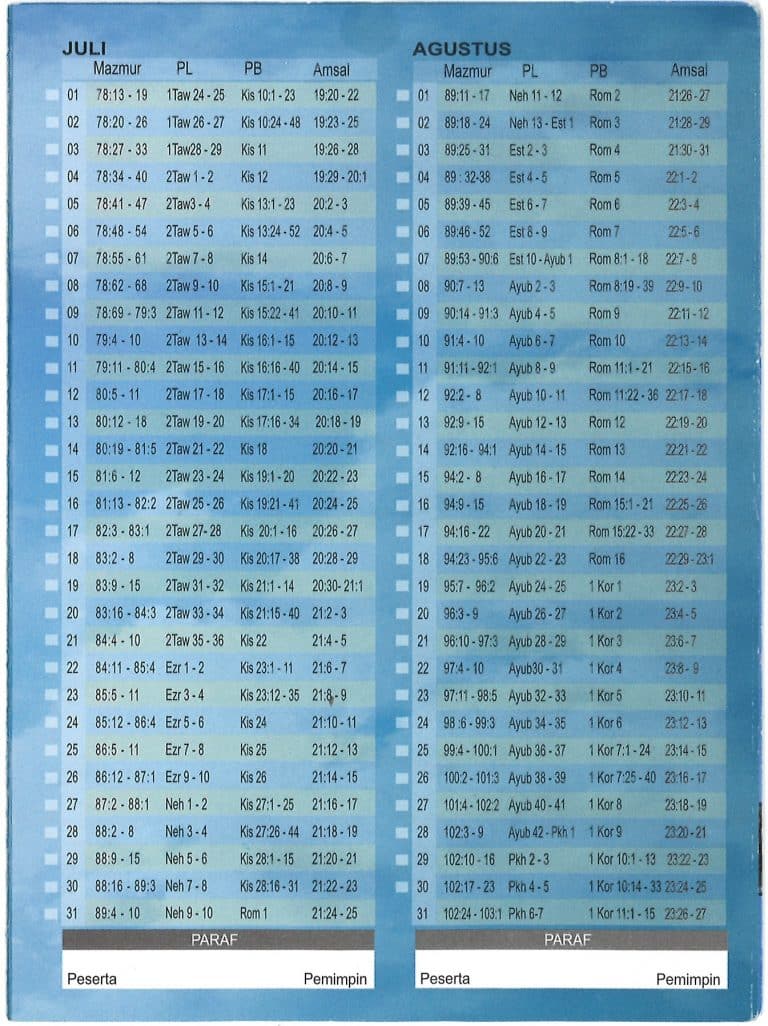 JULI
Mazmur PL PB Amsal
01 78:13 - 19 1Taw 24 - 25 Kis 10:1 - 23 19:20 - 22
02 78:20 - 26 1Taw 26 - 27 Kis 10:24 - 48 19:23 - 25
03 78:27 - 33 1Taw28 - 29 Kis 11 19:26 - 28
04 78:34 - 40 2Taw 1 - 2 Kis 12 19:29 - 20:1
05 78:41 - 47 2Taw3 - 4 Kis 13:1 - 23 20:2 - 3
06 78:48 - 54 2Taw 5 - 6 Kis 13:24 - 52 20:4 - 5
07 78:55 - 61 2Taw 7 - 8 Kis 14 20:6 - 7
08 78:62 - 68 2Taw 9 - 10 Kis 15:1 - 21 20:8 - 9
09 78:69 - 79:3 2Taw 11 - 12 Kis 15:22 - 41 20:10 - 11
10 79:4 - 10 2Taw 13 - 14 Kis 16:1 - 15 20:12 - 13
11 79:11 - 80:4 2Taw 15 - 16 Kis 16:16 - 40 20:14 - 15
12 80:5 - 11 2Taw 17 - 18 Kis 17:1 - 15 20:16 - 17
13 80:12 - 18 2Taw 19 - 20 Kis 17:16 - 34 20:18 - 19
14 80:19 - 81:5 2Taw 21 - 22 Kis 18 20:20 - 21
15 81:6 - 12 2Taw 23 - 24 Kis 19:1 - 20 20:22 - 23
16 81:13 - 82:2 2Taw 25 - 26 Kis 19:21 - 41 20:24 - 25
17 82:3 - 83:1 2Taw 27- 28 Kis 20:1 - 16 20:26 - 27
18 83:2 - 8 2Taw 29 - 30 Kis 20:17 - 38 20:28 - 29
19 83:9 - 15 2Taw 31 - 32 Kis 21:1 - 14 20:30- 21:1
20 83:16 - 84:3 2Taw 33 - 34 Kis 21:15 - 40 21:2 - 3
21 84:4 - 10 2Taw 35 - 36 Kis 22 21:4 - 5
22 84:11 - 85:4 Ezr 1 - 2 Kis 23:1 - 11 21:6 - 7
23 85:5 - 11 Ezr 3 - 4 Kis 23:12 - 35 21:8 - 9
24 85:12 - 86:4 Ezr 5 - 6 Kis 24 21:10 - 11
25 86:5 - 11 Ezr 7 - 8 Kis 25 21:12 - 13
26 86:12 - 87:1 Ezr 9 - 10 Kis 26 21:14 - 15
27 87:2 - 88:1 Neh 1 - 2 Kis 27:1 - 25 21:16 - 17
28 88:2 - 8 Neh 3 - 4 Kis 27:26 - 44 21:18 - 19
29 88:9 - 15 Neh 5 - 6 Kis 28:1 - 15 21:20 - 21
30 88:16 - 89:3 Neh 7 - 8 Kis 28:16 - 31 21:22 - 23
31 89:4 - 10 Neh 9 - 10 Rom 1 21:24 - 25
PARAF
Peserta Pemimpin
AGUSTUS
Mazmur PL PB Amsal
01 89:11 - 17 Neh 11 - 12 Rom 2 21:26 - 27
02 89:18 - 24 Neh 13 - Est 1 Rom 3 21:28 - 29
03 89:25 - 31 Est 2 - 3 Rom 4 21:30 - 31
04 89 : 32-38 Est 4 - 5 Rom 5 22:1 - 2
05 89:39 - 45 Est 6 - 7 Rom 6 22:3 - 4
06 89:46 - 52 Est 8 - 9 Rom 7 22:5 - 6
07 89:53 - 90:6 Est 10 - Ayub 1 Rom 8:1 - 18 22:7 - 8
08 90:7 - 13 Ayub 2 - 3 Rom 8:19 - 39 22:9 - 10
09 90:14 - 91:3 Ayub 4 - 5 Rom 9 22:11 - 12
10 91:4 - 10 Ayub 6 - 7 Rom 10 22:13 - 14
11 91:11 - 92:1 Ayub 8 - 9 Rom 11:1 - 21 22:15 - 16
12 92:2 - 8 Ayub 10 - 11 Rom 11:22 - 36 22:17 - 18
13 92:9 - 15 Ayub 12 - 13 Rom 12 22:19 - 20
14 92:16 - 94:1 Ayub 14 - 15 Rom 13 22:21 - 22
15 94:2 - 8 Ayub 16 - 17 Rom 14 22:23 - 24
16 94:9 - 15 Ayub 18 - 19 Rom 15:1 - 21 22:25 - 26
17 94:16 - 22 Ayub 20 - 21 Rom 15:22 - 33 22:27 - 28
18 94:23 - 95:6 Ayub 22 - 23 Rom 16 22:29 - 23:1
19 95:7 - 96:2 Ayub 24 - 25 1 Kor 1 23:2 - 3
20 96:3 - 9 Ayub 26 - 27 1 Kor 2 23:4 - 5
21 96:10 - 97:3 Ayub 28 - 29 1 Kor 3 23:6 - 7
22 97:4 - 10 Ayub30 - 31 1 Kor 4 23:8 - 9
23 97:11 - 98:5 Ayub 32 - 33 1 Kor 5 23:10 - 11
24 98 :6 - 99:3 Ayub 34 - 35 1 Kor 6 23:12 - 13
25 99:4 - 100:1 Ayub 36 - 37 1 Kor 7:1 - 24 23:14 - 15
26 100:2 - 101:3 Ayub 38 - 39 1 Kor 7:25 - 40 23:16 - 17
27 101:4 - 102:2 Ayub 40 - 41 1 Kor 8 23:18 - 19
28 102:3 - 9 Ayub 42 - Pkh 1 1 Kor 9 23:20 - 21
29 102:10 - 16 Pkh 2 - 3 1 Kor 10:1 - 13 23:22 - 23
30 102:17 - 23 Pkh 4 - 5 1 Kor 10:14 - 33 23:24 - 25
31 102:24 - 103:1 Pkh 6-7 1 Kor 11:1 - 15 23:26 - 27
PARAF
Peserta Pemimpin